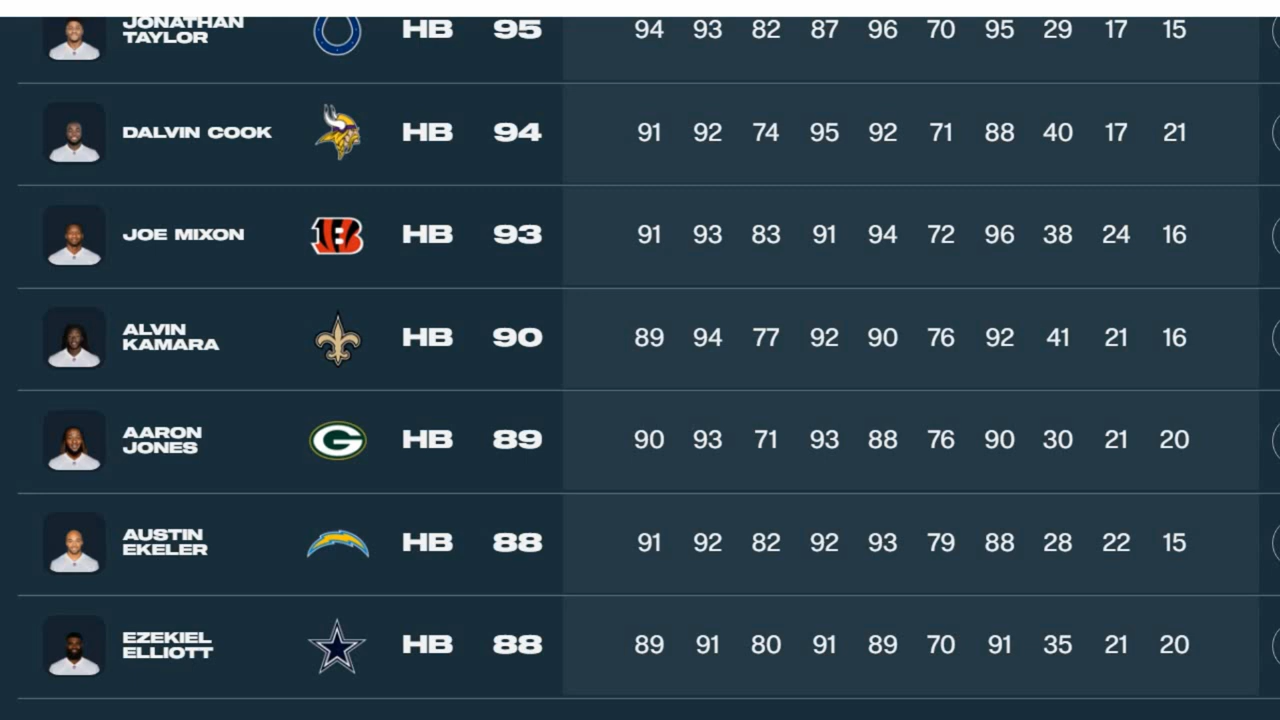 JONATHAN
TAYLOR HB 95 94 93 82 87 96 70 95 29 17 15
DALVIN COOK HB 94 91 92 74 95 92 71 88 40 17 21
JOE MIXON HB 93 91 93 83 91 94 72 96 38 24 16
ALVIN
KAMARA HB 90 89 94 77 92 90 76 92 41 21 16
AARON
JONES HB 89 90 93 71 93 88 76 90 30 21 20
AUSTIN
EKELER HB 88 91 92 82 92 93 79 88 28 22 15
EZEKIEL
ELLIOTT HB 88 89 91 80 91 89 70 91 35 21 20